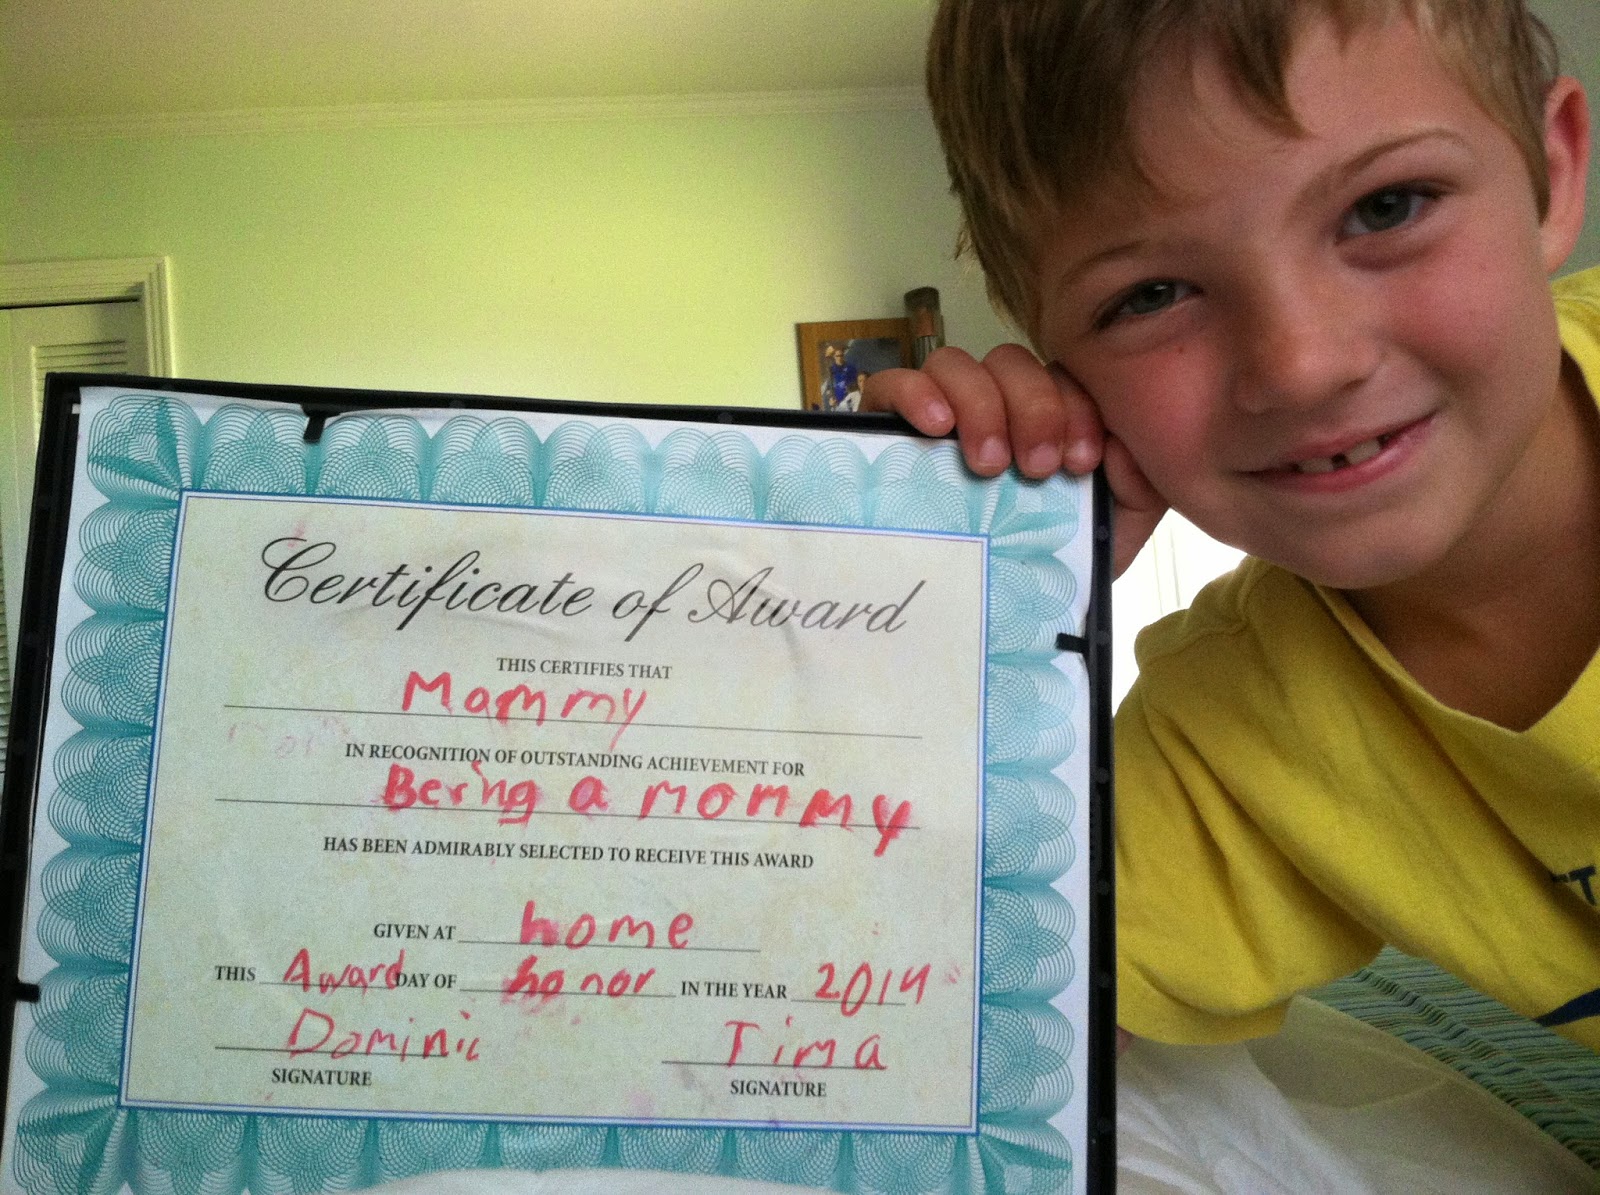 Certificate of Award
THIS CERTIFIES THAT
Mommy
IN RECOGNITION OF OUTSTANDING ACHIEVEMENT FOR
Being a mommy
HAS BEEN ADMIRABLY SELECTED TO RECEIVE THIS AWARD
GIVEN AT home
THIS Award DAY OF honor IN THE YEAR 2014
Dominic Tima
SIGNATURE SIGNATURE